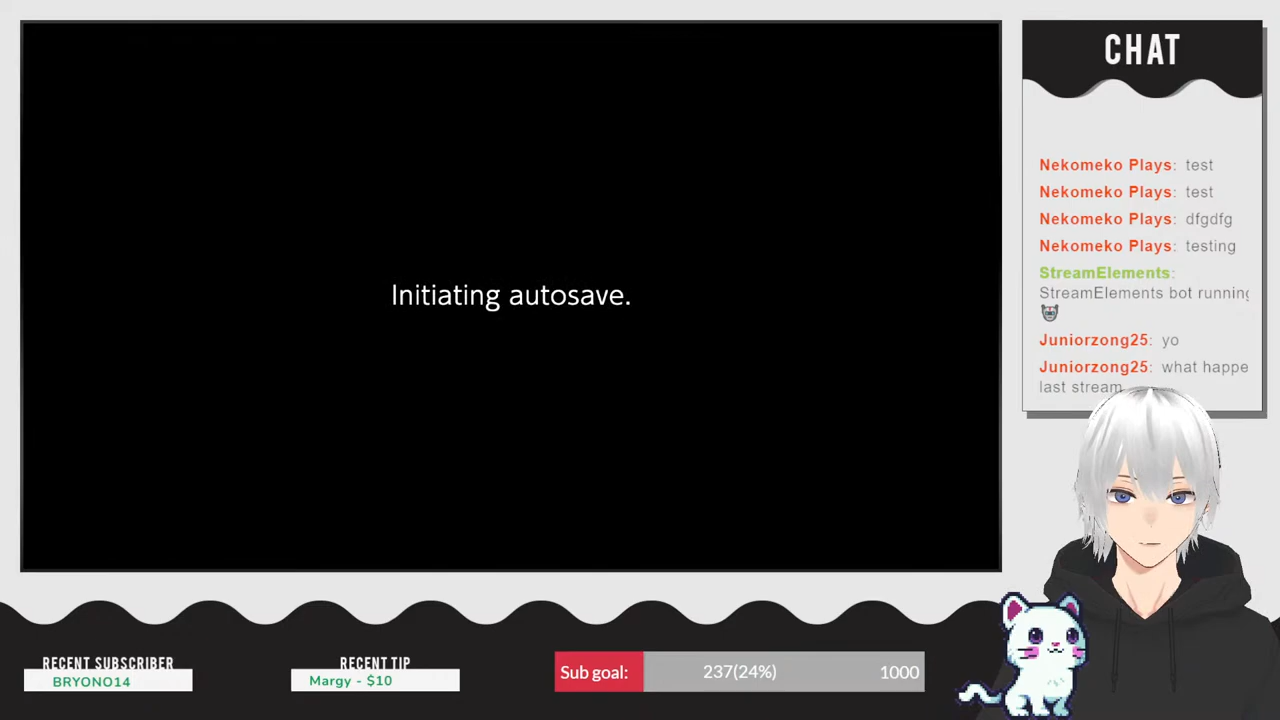 CHAT
Nekomeko Plays: test
Nekomeko Plays: test
Nekomeko Plays: dfgdfg
Nekomeko Plays: testing
StreamElements:
StreamElements bot running
Juniorzong25: yo
Juniorzong25: what happe
last stream
Initiating autosave.
RECENT SUBSCRIBER
BRYONO14
RECENT TIP
Margy - $10
Sub goal: 237(24%) 1000